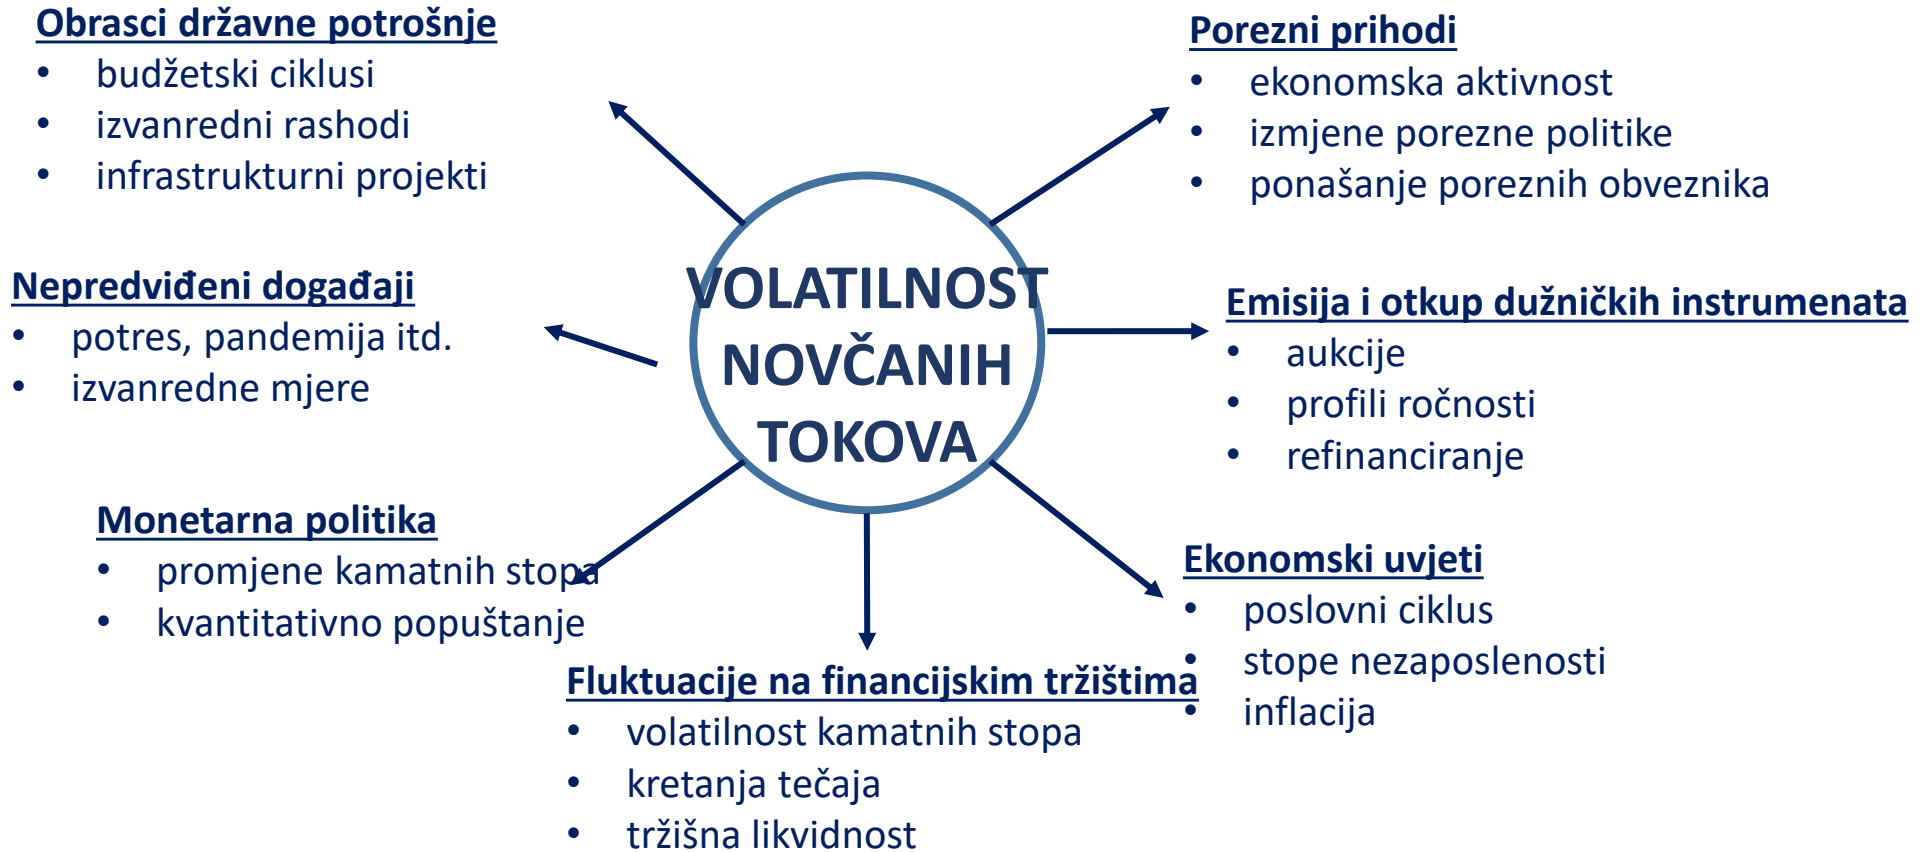 Obrasci državne potrošnje
• budžetski ciklusi
• izvanredni rashodi
• infrastrukturni projekti
Porezni prihodi
• ekonomska aktivnost
• izmjene porezne politike
• ponašanje poreznih obveznika
Nepredviđeni događaji
• potres, pandemija itd.
• izvanredne mjere
VOLATILNOST
NOVČANIH
TOKOVA
Emisija i otkup dužničkih instrumenata
• aukcije
• profili ročnosti
• refinanciranje
Monetarna politika
• promjene kamatnih stopa
• kvantitativno popuštanje
Ekonomski uvjeti
• poslovni ciklus
• stope nezaposlenosti
• inflacija
Fluktuacije na financijskim tržištima
• volatilnost kamatnih stopa
• kretanja tečaja
• tržišna likvidnost